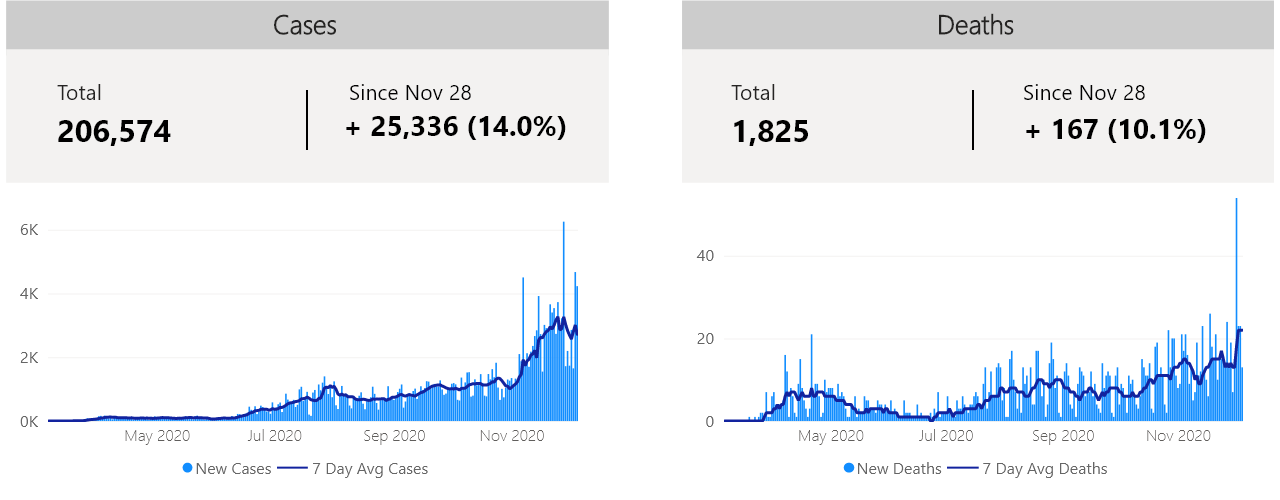 Cases
Total
206,574
Since Nov 28
+ 25,336 (14.0%)
6K
4K
2K
0K
May 2020
Jul 2020
Sep 2020
Nov 2020
New Cases
7 Day Avg Cases
Deaths
Total
1,825
Since Nov 28
+ 167 (10.1%)
40
20
0
May 2020
Jul 2020
Sep 2020
Nov 2020
New Deaths
7 Day Avg Deaths